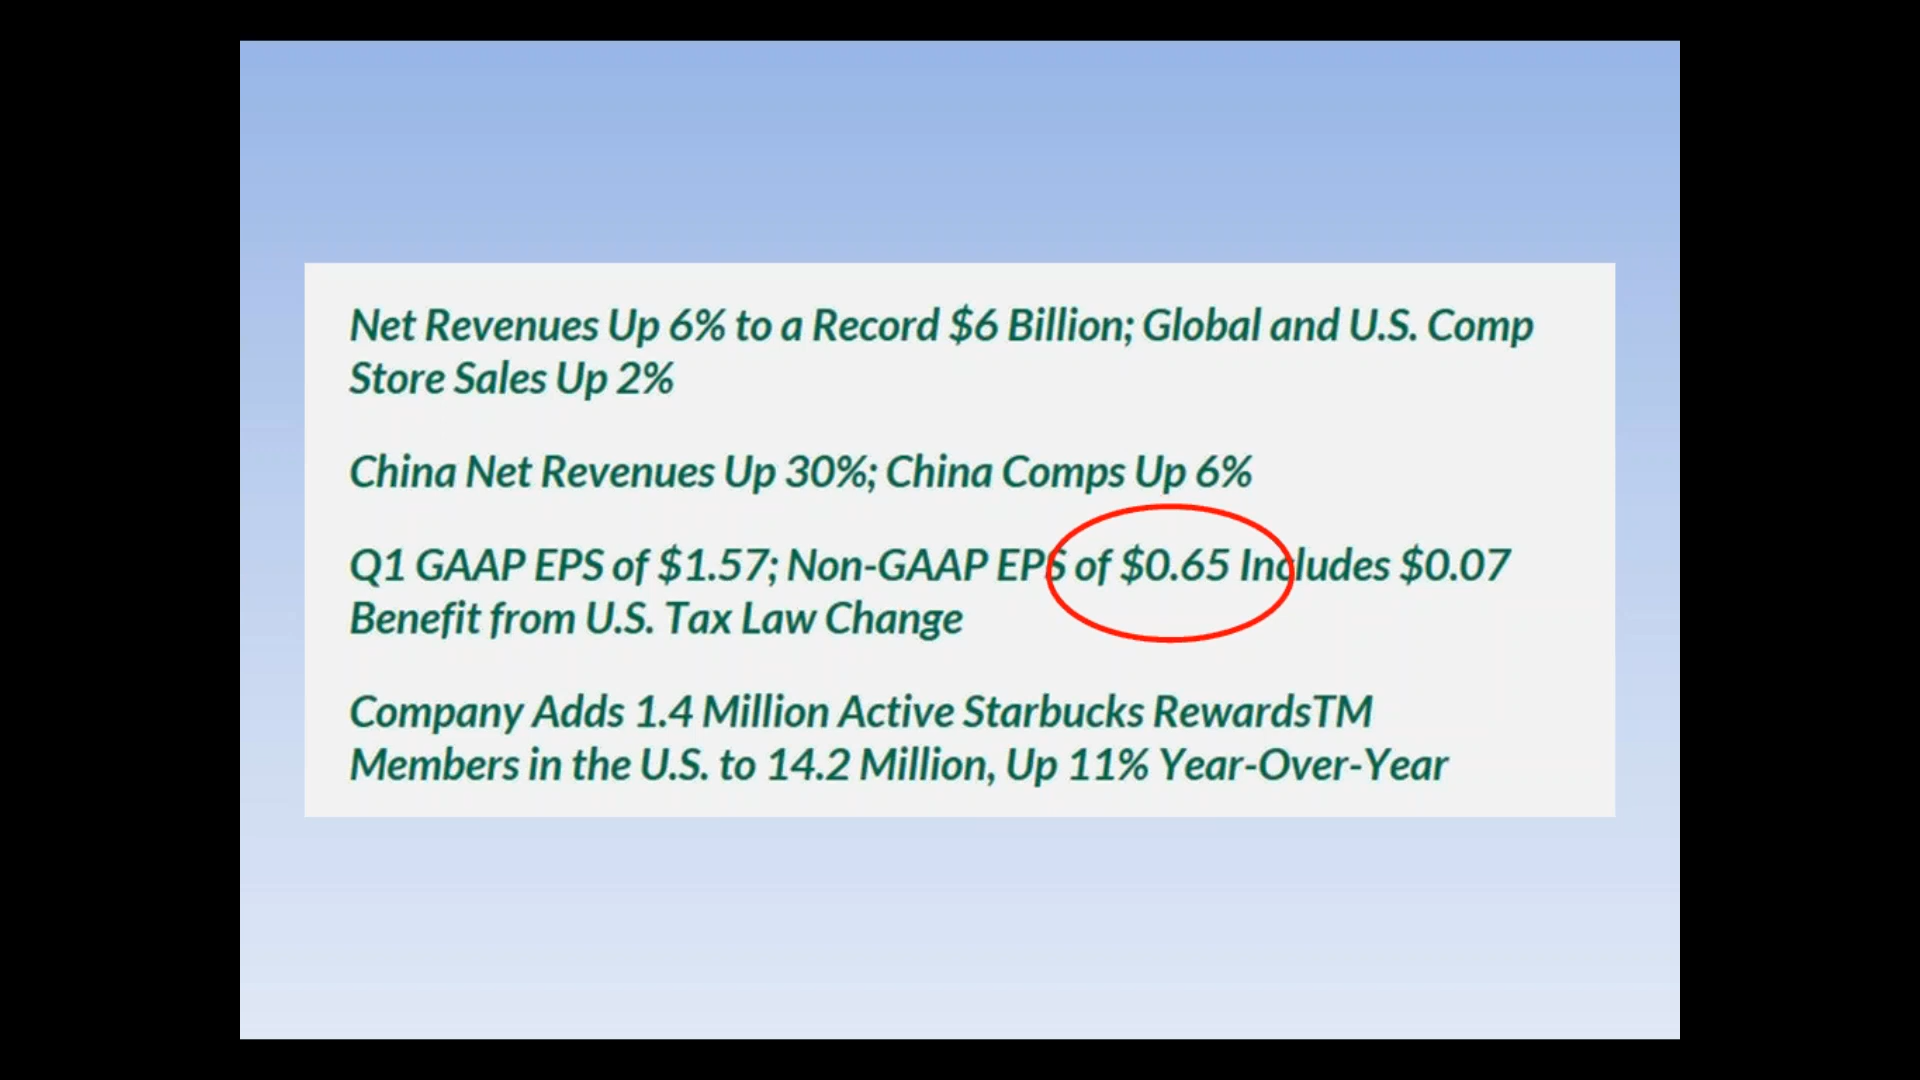 Net Revenues Up 6% to a Record $6 Billion; Global and U.S. Comp
Store Sales Up 2%
China Net Revenues Up 30%; China Comps Up 6%
Q1 GAAP EPS of $1.57; Non-GAAP EPS of $0.65 Includes $0.07
Benefit from U.S. Tax Law Change
Company Adds 1.4 Million Active Starbucks RewardsTM
Members in the U.S. to 14.2 Million, Up 11% Year-Over-Year